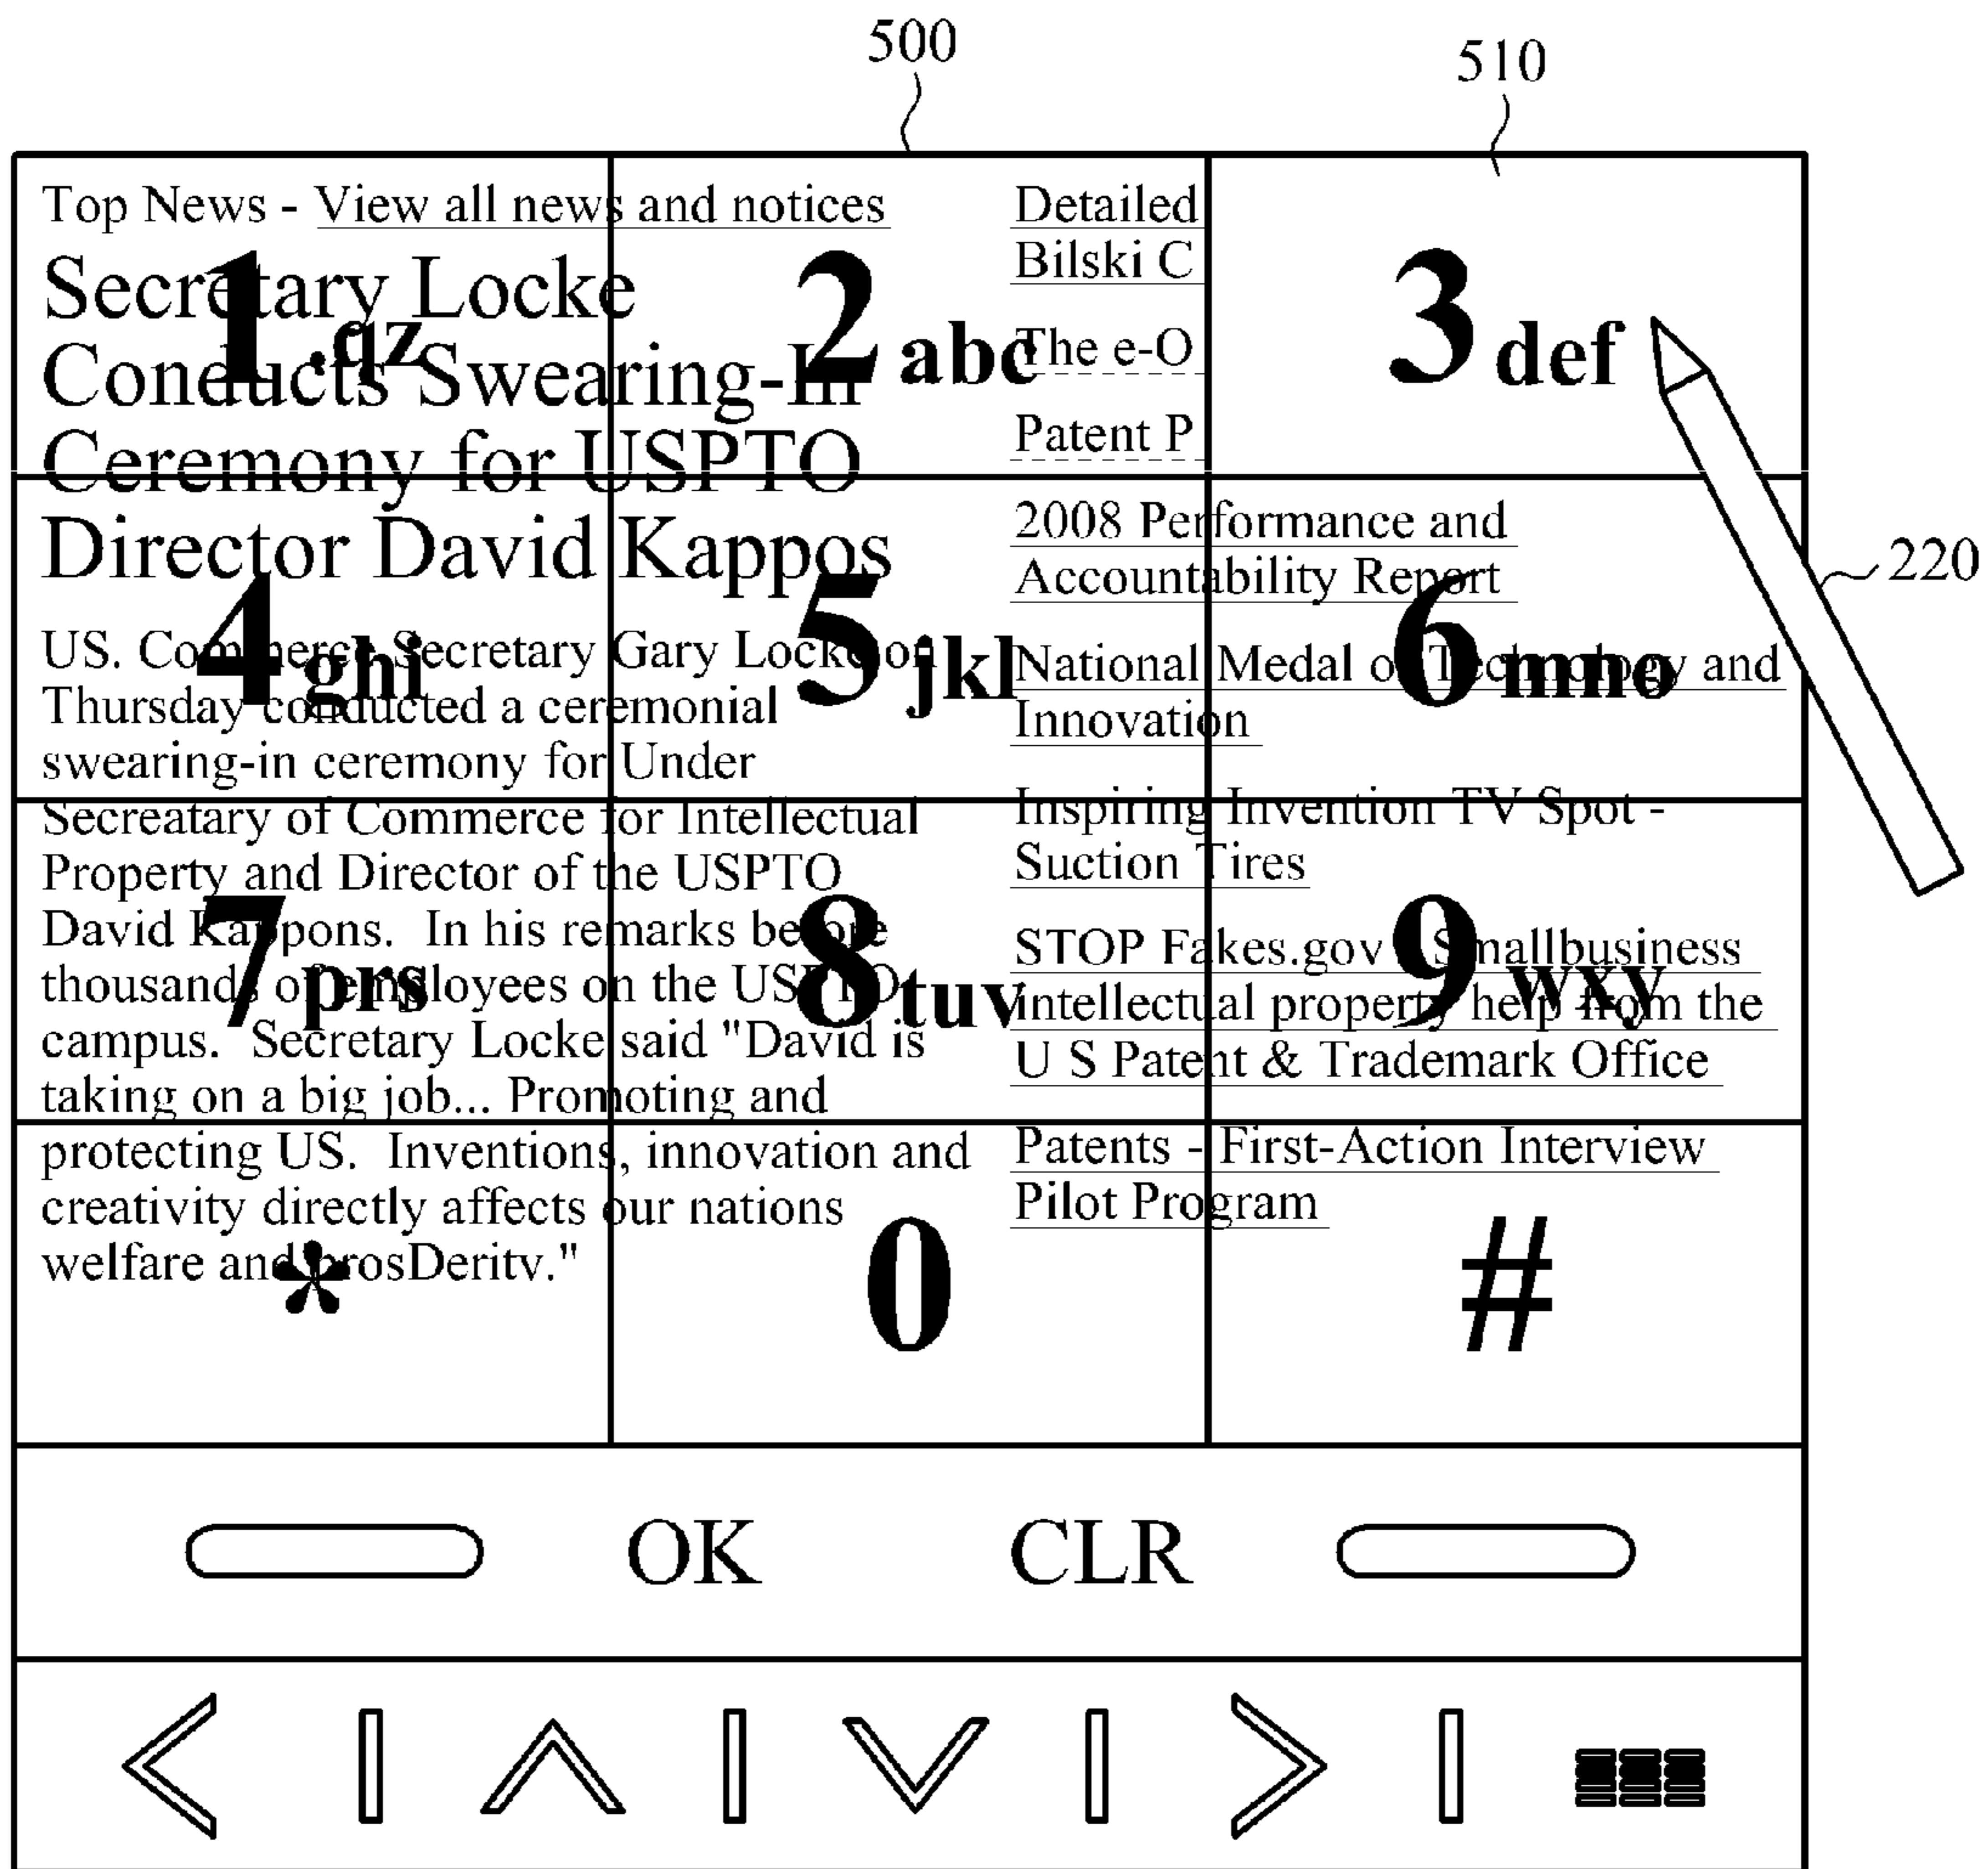 500
510
220
Top News - View all news and notices
Secretary Locke
Conducts Swearing-In
Ceremony for USPTO
Director David Kappos
US. Commerce Secretary Gary Locke on
Thursday conducted a ceremonial
swearing-in ceremony for Under
Secreatary of Commerce for Intellectual
Property and Director of the USPTO
David Kappons. In his remarks before
thousands of employees on the USPTO
campus. Secretary Locke said "David is
taking on a big job... Promoting and
protecting US. Inventions, innovation and
creativity directly affects our nations
welfare and prosDeritv."
Detailed
Bilski C
The e-O
Patent P
2008 Performance and
Accountability Report
National Medal of Technology and
Innovation
Inspiring Invention TV Spot -
Suction Tires
STOP Fakes.gov Smallbusiness
intellectual property help from the
U S Patent & Trademark Office
Patents - First-Action Interview
Pilot Program
1 .qz
2 abc
3 def
4 ghi
5 jkl
6 mno
7 prs
8 tuv
9 wxy
*
0
#
OK
CLR